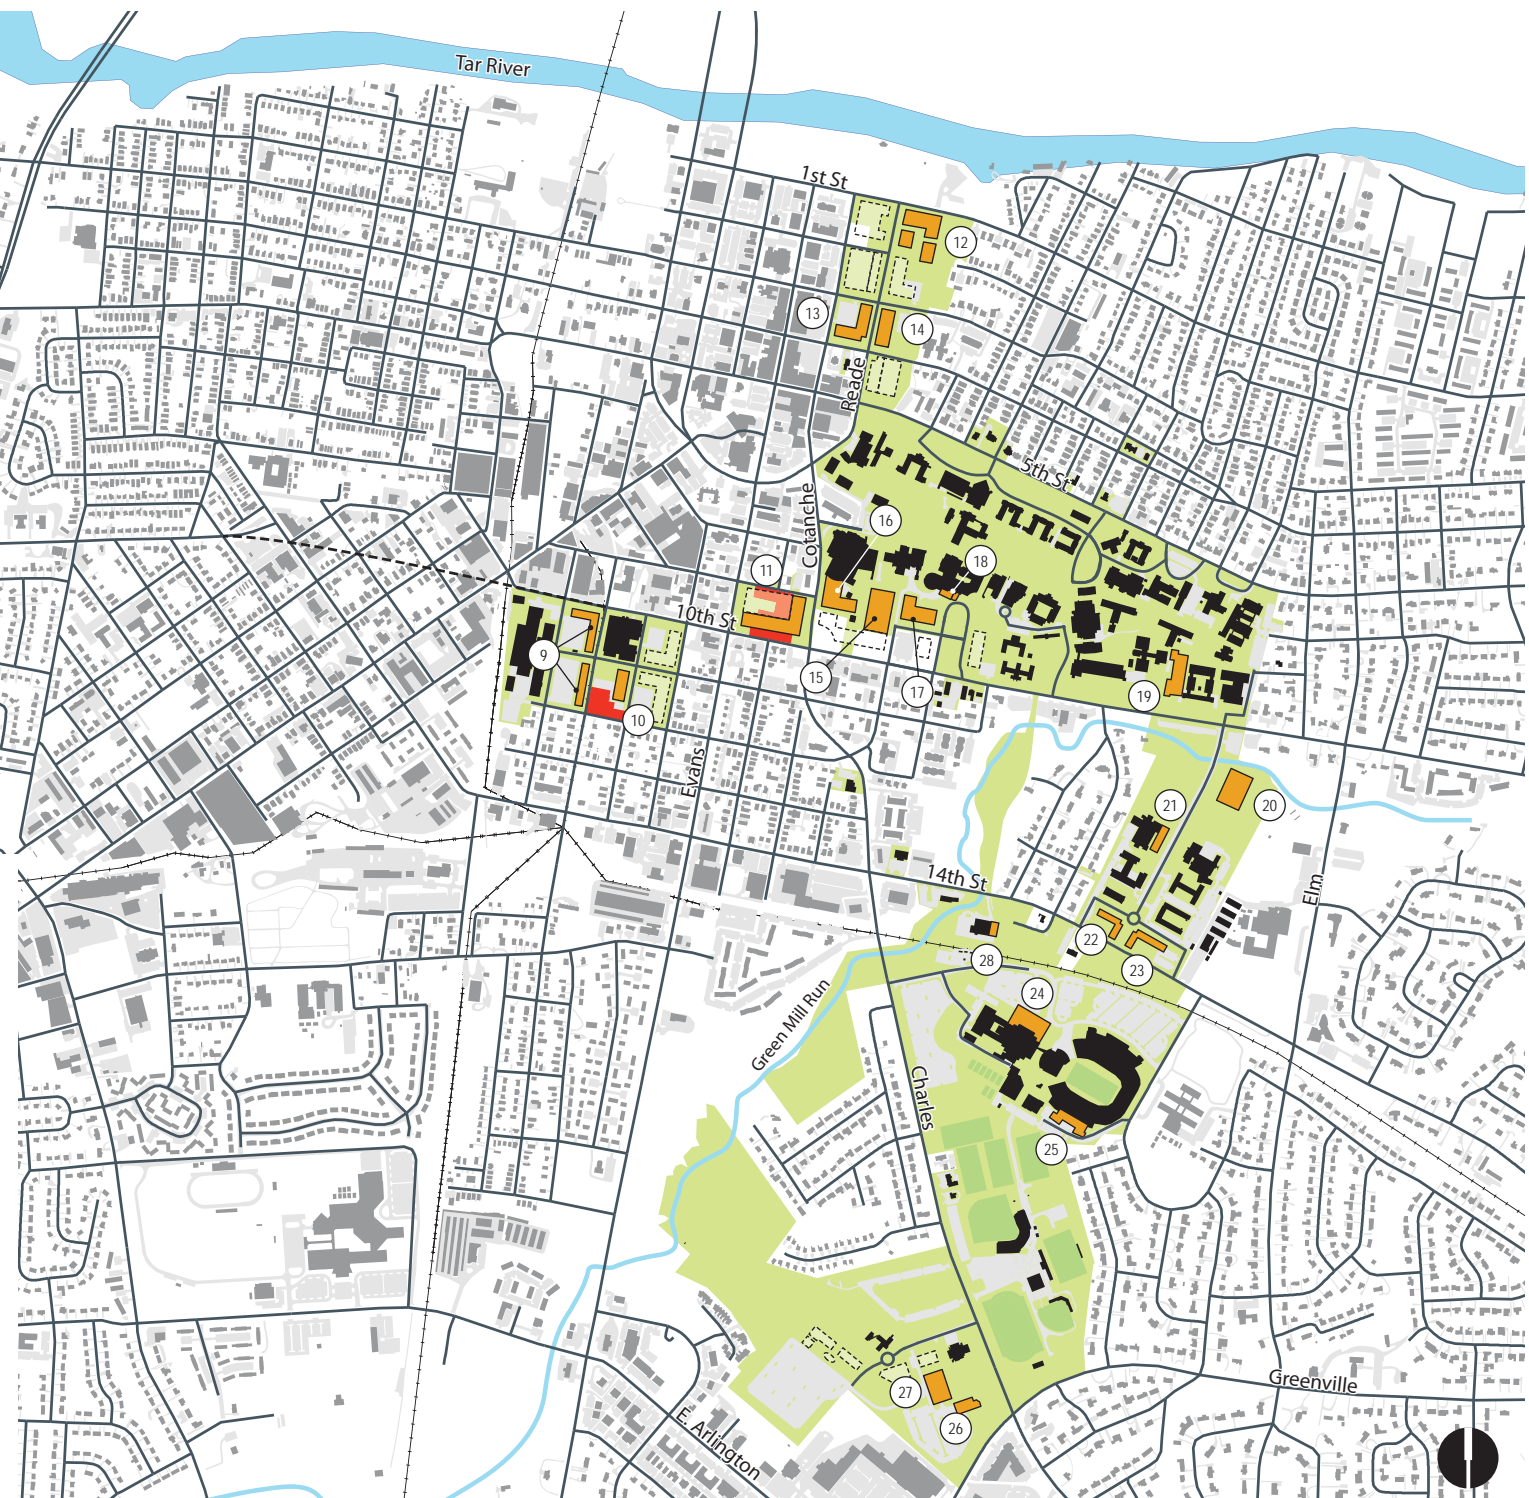 Tar River
1st St
12
13
14
Reade
5th St
Cotanche
16
18
11
10th St
9
15
17
19
10
Evans
21
20
14th St
Elm
22
28
23
24
Green Mill Run
Charles
25
27
26
Greenville
E. Arlington